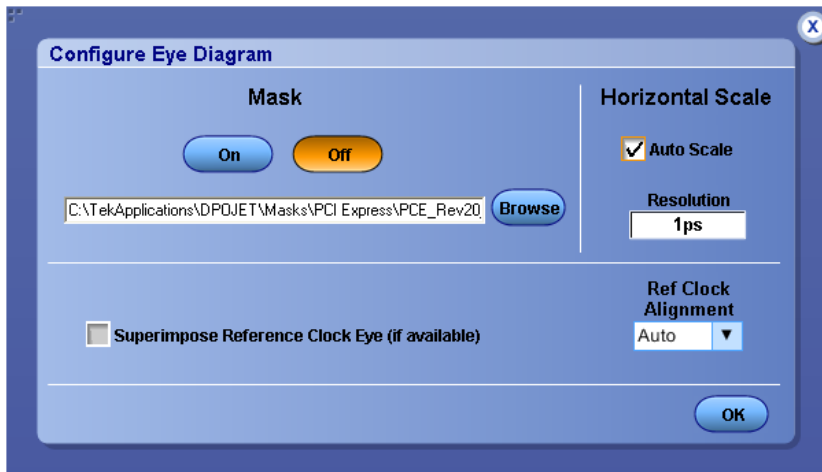 X
Configure Eye Diagram
Mask
On
Off
C:\TekApplications\DPOJET\Masks\PCI Express\PCE_Rev20_
Browse
Horizontal Scale
Auto Scale
Resolution
1ps
Superimpose Reference Clock Eye (if available)
Ref Clock
Alignment
Auto
OK